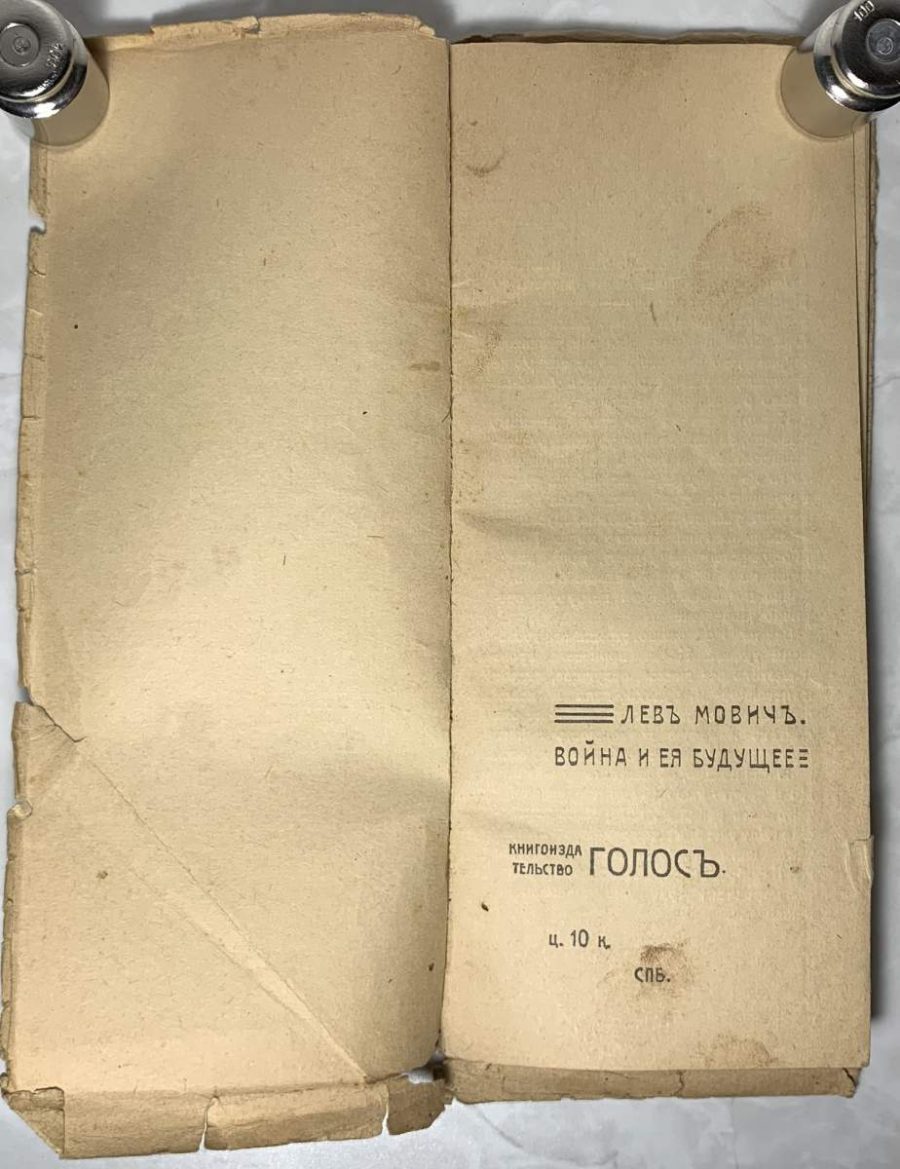 ЛЕВЪ МОВИЧЪ.
ВОЙНА И ЕЯ БУДУЩЕЕ
КНИГОИЗДА
ТЕЛЬСТВО ГОЛОСЪ.
ц. 10 к.
СПБ.